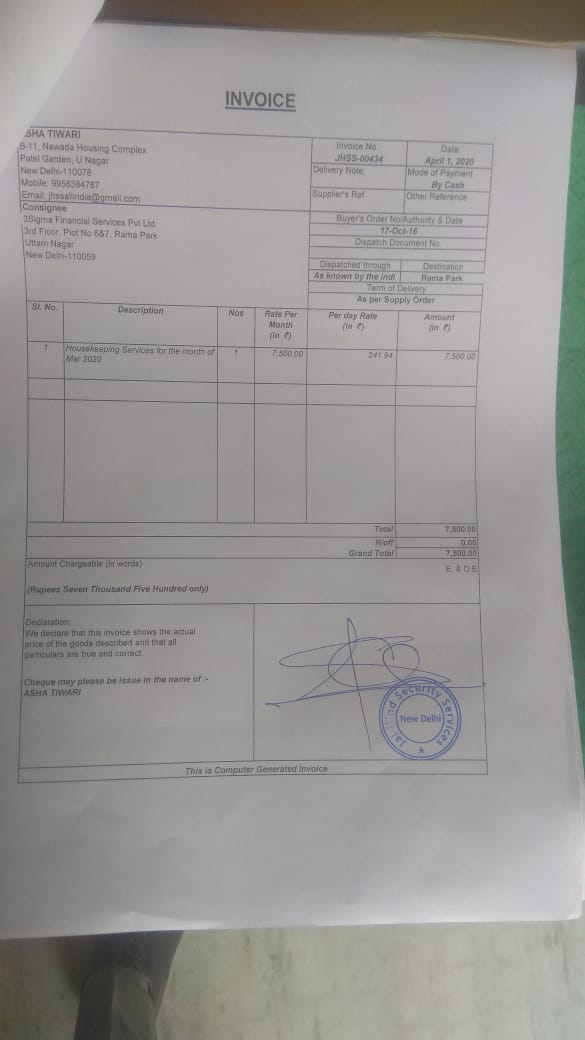 INVOICE
ASHA TIWARI
B-11, Nawada Housing Complex
Patel Garden, U Nagar
New Delhi-110078
Mobile: 9958384787
Email: jhssallindia@gmail.com
Invoice No.:
JHSS-00434
Date:
April 1, 2020
Delivery Note:
Mode of Payment
By Cash
Supplier's Ref.
Other Reference
Consignee
3Sigma Financial Services Pvt Ltd
3rd Floor, Plot No 6&7, Rama Park
Uttam Nagar
New Delhi-110059
Buyer's Order No/Authority & Date
17-Oct-16
Dispatch Document No.
Dispatched through
Destination
As known by the indl
Rama Park
Term of Delivery
As per Supply Order
Sl. No.
Description
Nos
Rate Per
Month
(in ₹)
Per day Rate
(in ₹)
Amount
(in ₹)
1
Housekeeping Services for the month of
Mar 2020
1
7,500.00
241.94
7,500.00
Total
7,500.00
R/off
0.00
Grand Total
7,500.00
Amount Chargeable (in words)
E. & O.E
(Rupees Seven Thousand Five Hundred only)
Declaration:
We declare that this invoice shows the actual
price of the goods described and that all
particulars are true and correct.
Cheque may please be issue in the name of :-
ASHA TIWARI
Jai Hind Security Services
New Delhi
This is Computer Generated Invoice